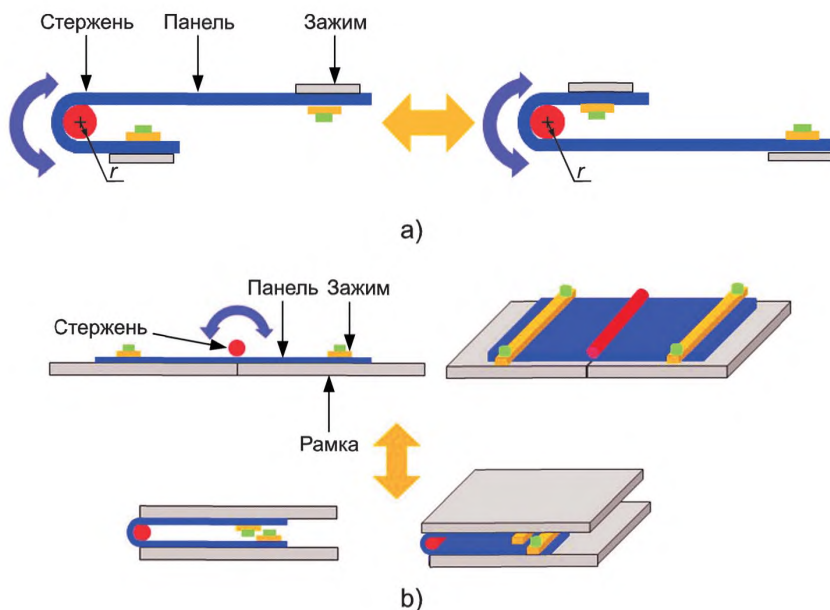 Стержень Панель Зажим
r r
a)
Панель Зажим
Стержень
Рамка
b)